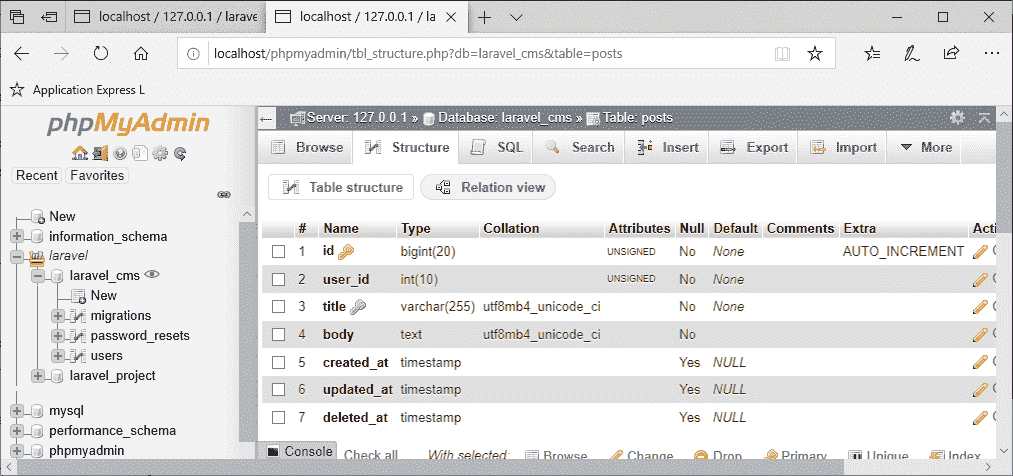 localhost / 127.0.0.1 / larave
localhost / 127.0.0.1 / la
localhost/phpmyadmin/tbl_structure.php?db=laravel_cms&table=posts
Application Express L
phpMyAdmin
Recent Favorites
New
information_schema
laravel
laravel_cms
New
migrations
password_resets
users
laravel_project
mysql
performance_schema
phpmyadmin
Server: 127.0.0.1 » Database: laravel_cms » Table: posts
Browse Structure SQL Search Insert Export Import More
Table structure Relation view
# Name Type Collation Attributes Null Default Comments Extra Acti
1 id bigint(20) UNSIGNED No None AUTO_INCREMENT
2 user_id int(10) UNSIGNED No None
3 title varchar(255) utf8mb4_unicode_ci No None
4 body text utf8mb4_unicode_ci No
5 created_at timestamp Yes NULL
6 updated_at timestamp Yes NULL
7 deleted_at timestamp Yes NULL
Console Check all With selected: Browse Change Drop Primary Unique Index